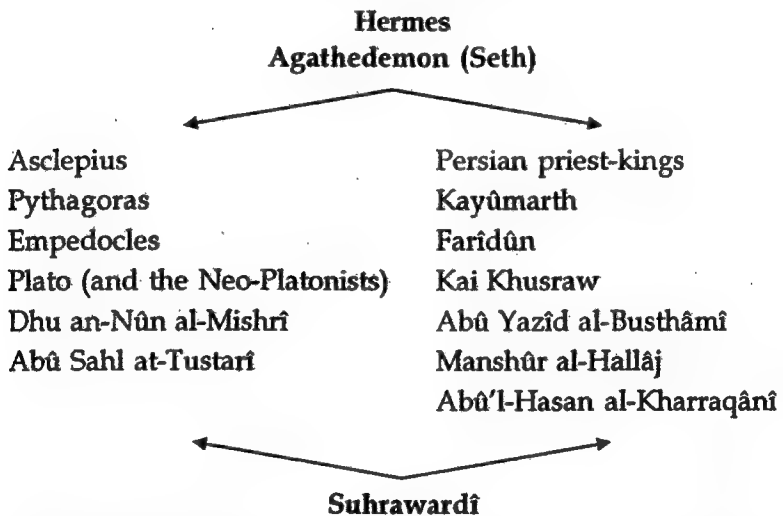 Hermes
Agathedemon (Seth)
Asclepius
Pythagoras
Empedocles
Plato (and the Neo-Platonists)
Dhu an-Nûn al-Mishrî
Abû Sahl at-Tustarî
Persian priest-kings
Kayûmarth
Farîdûn
Kai Khusraw
Abû Yazîd al-Busthâmî
Manshûr al-Hallâj
Abû'l-Hasan al-Kharraqânî
Suhrawardî